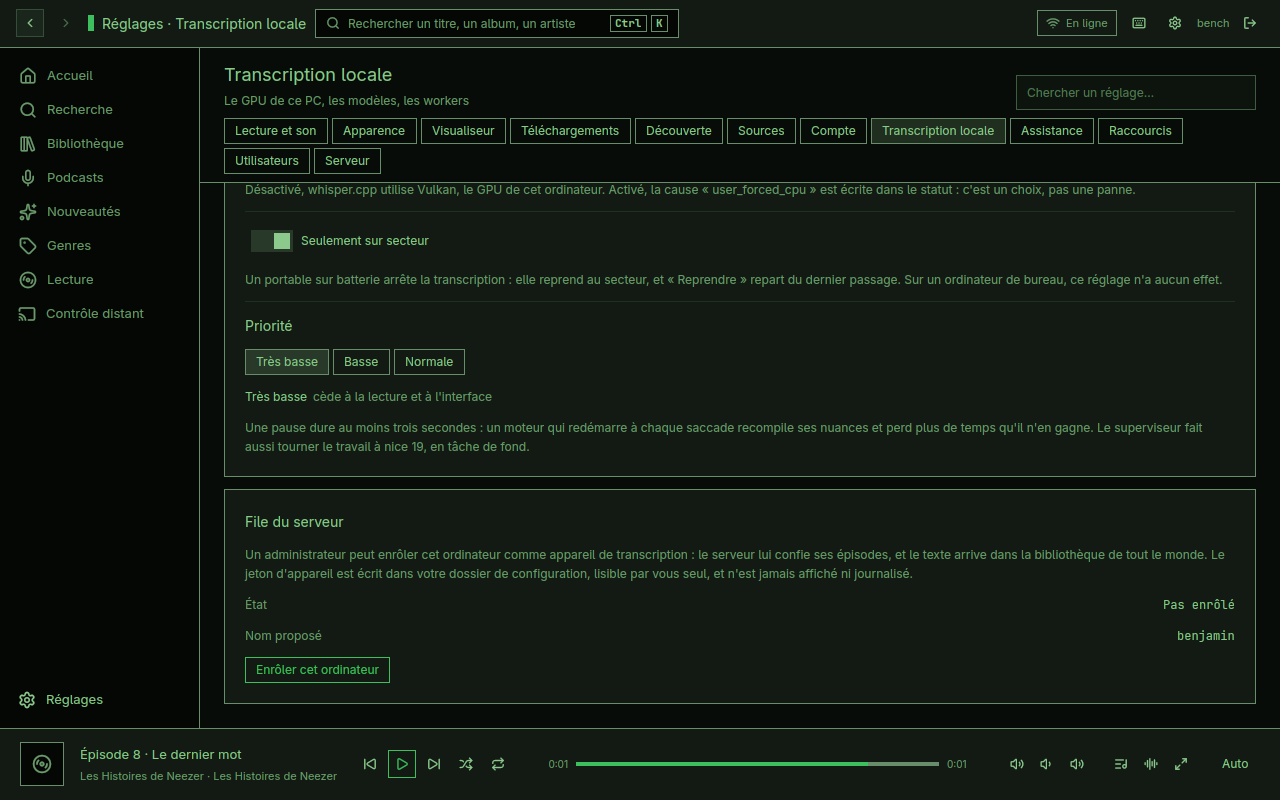 Réglages · Transcription locale
Rechercher un titre, un album, un artiste
Ctrl K
En ligne
bench
Accueil
Recherche
Bibliothèque
Podcasts
Nouveautés
Genres
Lecture
Contrôle distant
Réglages
Transcription locale
Le GPU de ce PC, les modèles, les workers
Chercher un réglage...
Lecture et son
Apparence
Visualiseur
Téléchargements
Découverte
Sources
Compte
Transcription locale
Assistance
Raccourcis
Utilisateurs
Serveur
Désactivé, whisper.cpp utilise Vulkan, le GPU de cet ordinateur. Activé, la cause « user_forced_cpu » est écrite dans le statut : c'est un choix, pas une panne.
Seulement sur secteur
Un portable sur batterie arrête la transcription : elle reprend au secteur, et « Reprendre » repart du dernier passage. Sur un ordinateur de bureau, ce réglage n'a aucun effet.
Priorité
Très basse
Basse
Normale
Très basse cède à la lecture et à l'interface
Une pause dure au moins trois secondes : un moteur qui redémarre à chaque saccade recompile ses nuances et perd plus de temps qu'il n'en gagne. Le superviseur fait
aussi tourner le travail à nice 19, en tâche de fond.
File du serveur
Un administrateur peut enrôler cet ordinateur comme appareil de transcription : le serveur lui confie ses épisodes, et le texte arrive dans la bibliothèque de tout le monde. Le
jeton d'appareil est écrit dans votre dossier de configuration, lisible par vous seul, et n'est jamais affiché ni journalisé.
État
Pas enrôlé
Nom proposé
benjamin
Enrôler cet ordinateur
Épisode 8 · Le dernier mot
Les Histoires de Neezer · Les Histoires de Neezer
0:01
0:01
Auto